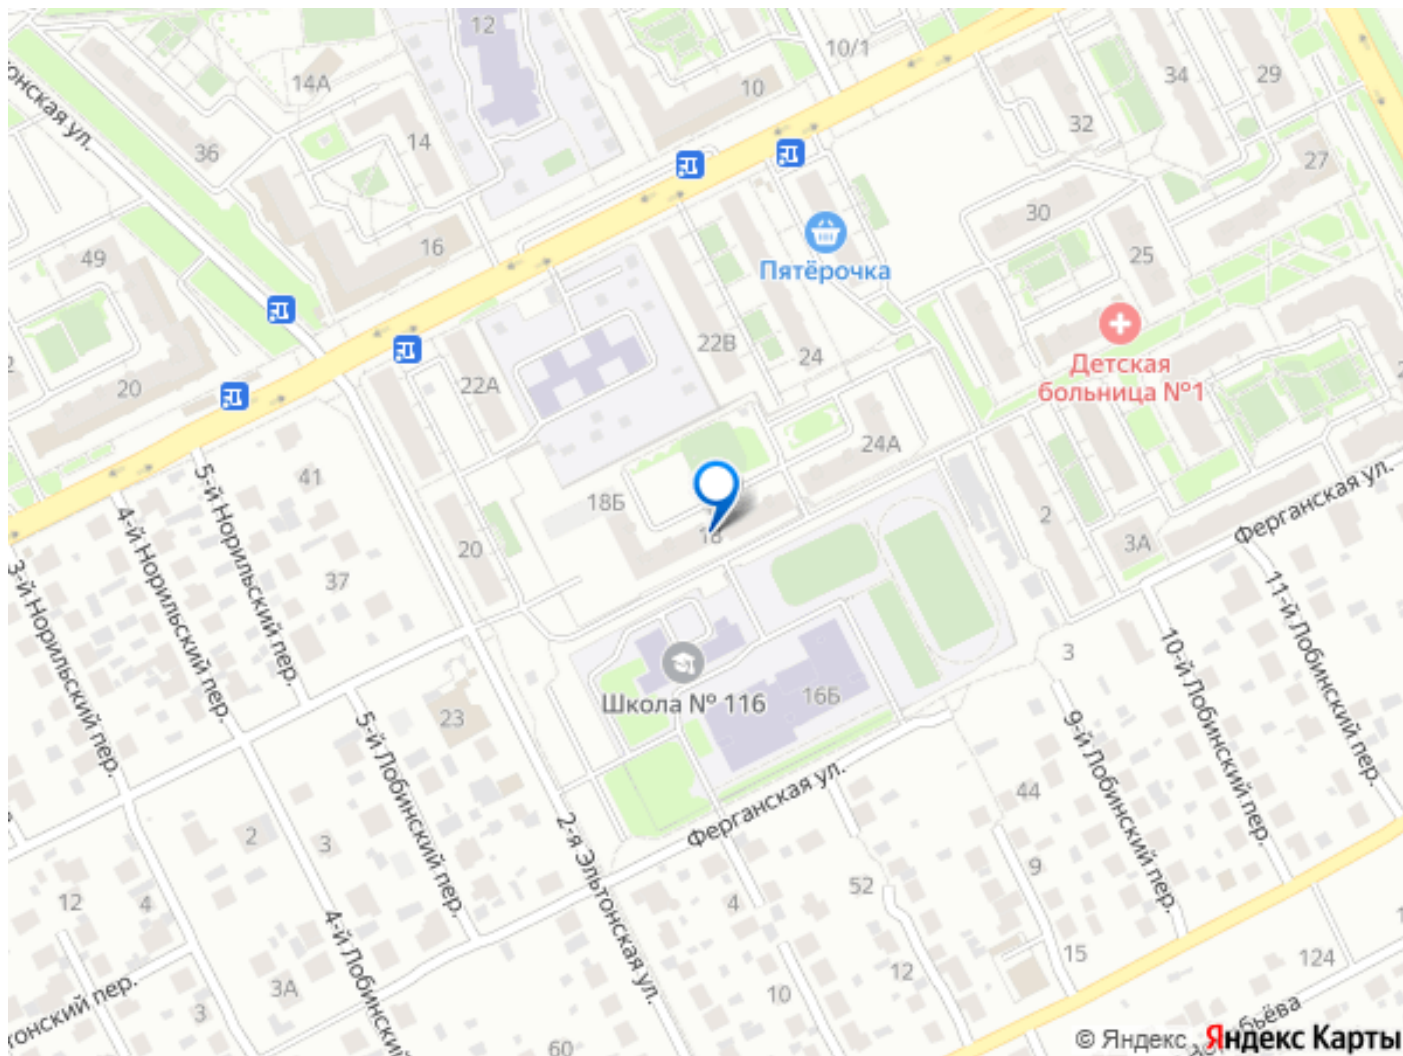 12
10/1
34
29
14А
10
32
27
онская ул.
36
14
30
16
25
49
Пятёрочка
22В
24
Детская
больница №1
20
22А
24А
41
5-й Норильский пер.
4-й Норильский пер.
3-й Норильский пер.
18Б
18
2
3А
Ферганская ул.
20
37
11-й Лобинский пер.
10-й Лобинский пер.
9-й Лобинский пер.
3
Школа № 116
16Б
23
5-й Лобинский пер.
2-я Эльтонская ул.
Ферганская ул.
44
2
3
9
52
12
4
4
4-й Лобинский
15
124
12
10
3А
3
тонский пер.
60
бьёва
© Яндекс Яндекс Карты